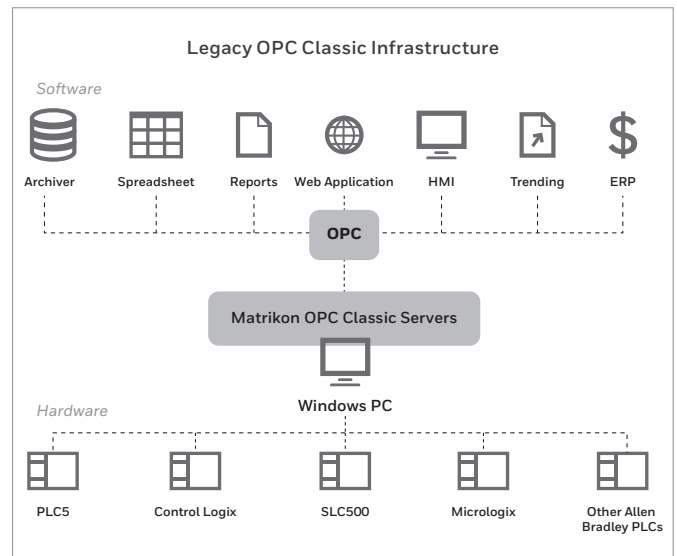 Legacy OPC Classic Infrastructure
Software
$
Archiver Spreadsheet Reports Web Application HMI Trending ERP
OPC
Matrikon OPC Classic Servers
Windows PC
Hardware
PLC5 Control Logix SLC500 Micrologix Other Allen
Bradley PLCs